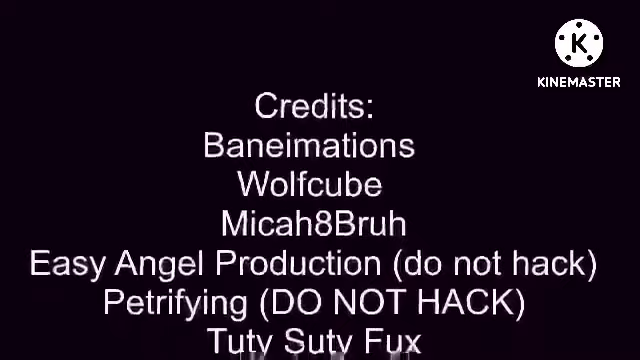 KINEMASTER
Credits:
Baneimations
Wolfcube
Micah8Bruh
Easy Angel Production (do not hack)
Petrifying (DO NOT HACK)
Tuty Suty Fux